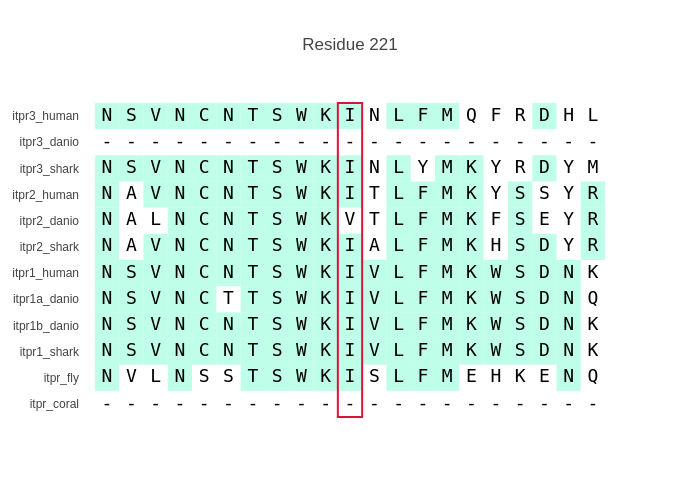 Residue 221
itpr3_human N S V N C N T S W K I N L F M Q F R D H L
itpr3_danio - - - - - - - - - - - - - - - - - - - - -
itpr3_shark N S V N C N T S W K I N L Y M K Y R D Y M
itpr2_human N A V N C N T S W K I T L F M K Y S S Y R
itpr2_danio N A L N C N T S W K V T L F M K F S E Y R
itpr2_shark N A V N C N T S W K I A L F M K H S D Y R
itpr1_human N S V N C N T S W K I V L F M K W S D N K
itpr1a_danio N S V N C T T S W K I V L F M K W S D N Q
itpr1b_danio N S V N C N T S W K I V L F M K W S D N K
itpr1_shark N S V N C N T S W K I V L F M K W S D N K
itpr_fly N V L N S S T S W K I S L F M E H K E N Q
itpr_coral - - - - - - - - - - - - - - - - - - - - -